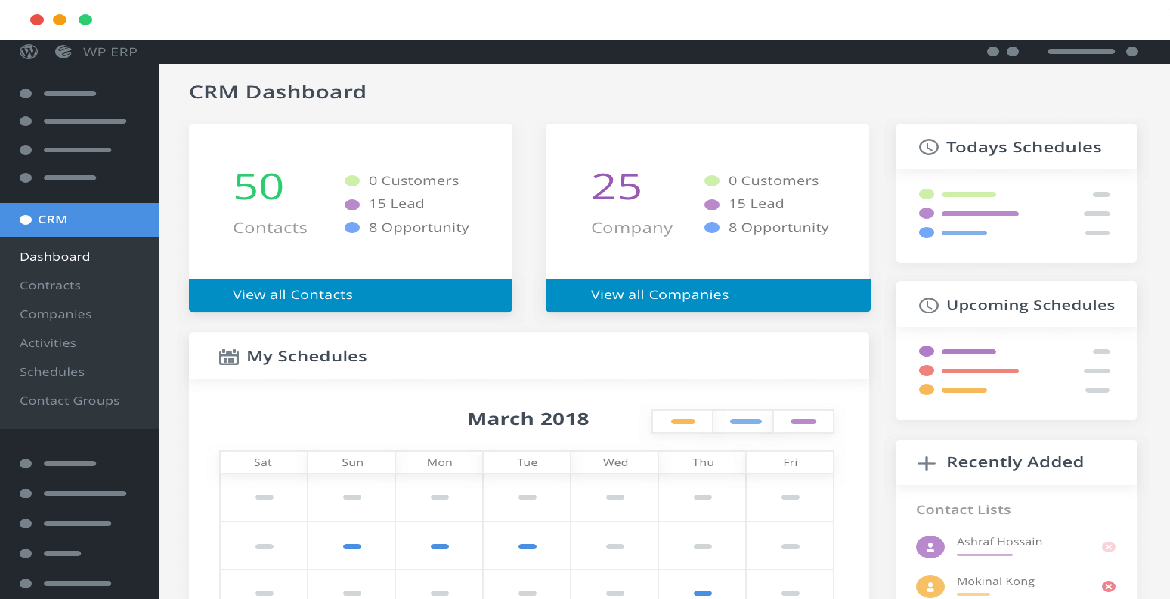 WP ERP
CRM
Dashboard
Contracts
Companies
Activities
Schedules
Contact Groups
CRM Dashboard
50
Contacts
0 Customers
15 Lead
8 Opportunity
View all Contacts
25
Company
0 Customers
15 Lead
8 Opportunity
View all Companies
My Schedules
March 2018
Sat Sun Mon Tue Wed Thu Fri
Todays Schedules
Upcoming Schedules
Recently Added
Contact Lists
Ashraf Hossain
Mokinal Kong